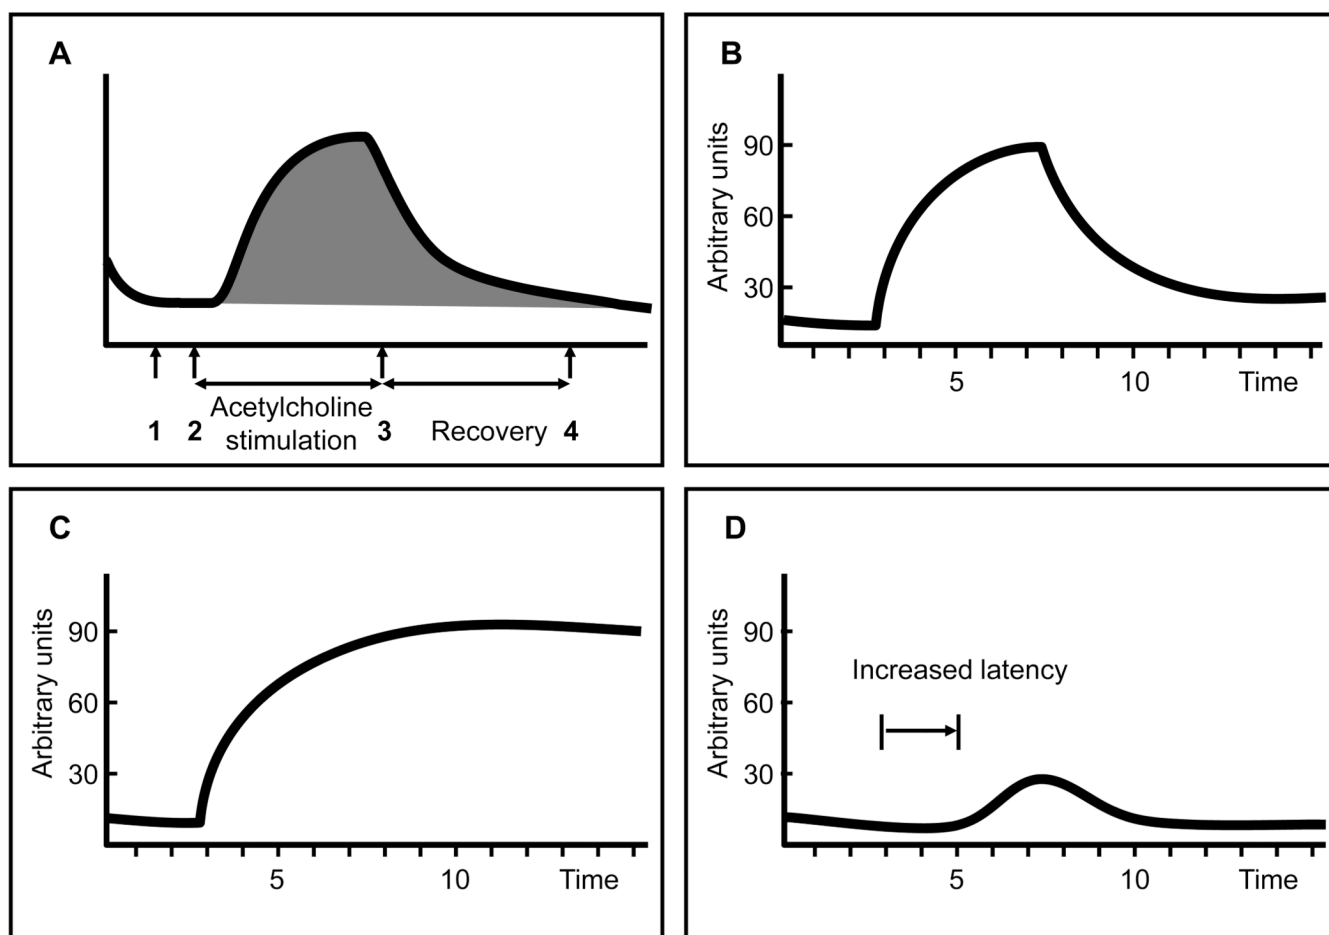 A
1 2 Acetylcholine stimulation 3 Recovery 4
B
Arbitrary units
90
60
30
5 10 Time
C
Arbitrary units
90
60
30
5 10 Time
D
Arbitrary units
90
60
30
Increased latency
5 10 Time